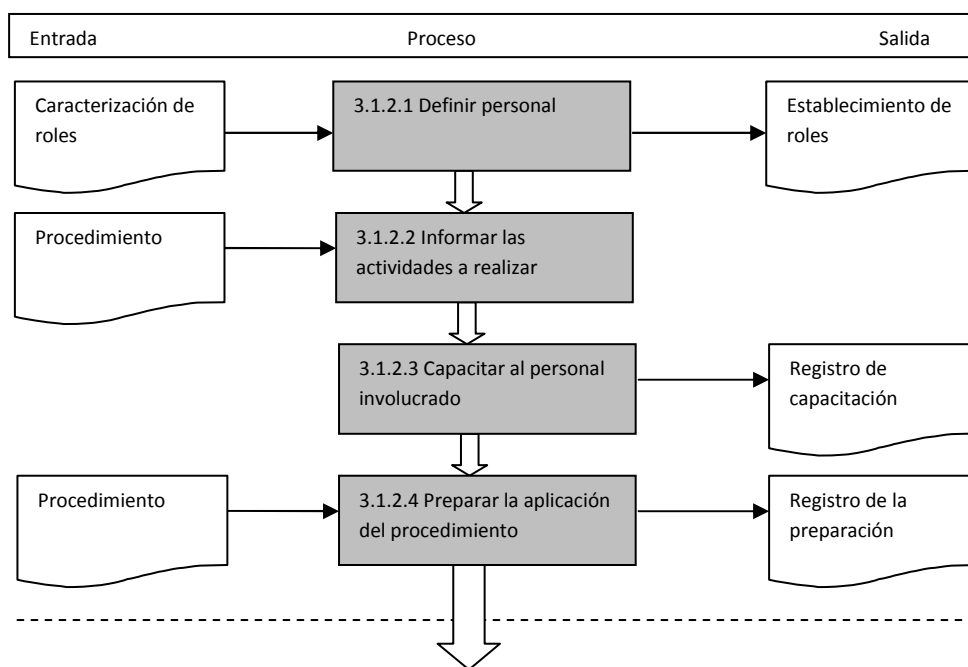 Entrada Proceso Salida
Caracterización de
roles
3.1.2.1 Definir personal
Establecimiento de
roles
Procedimiento
3.1.2.2 Informar las
actividades a realizar
3.1.2.3 Capacitar al personal
involucrado
Registro de
capacitación
Procedimiento
3.1.2.4 Preparar la aplicación
del procedimiento
Registro de la
preparación